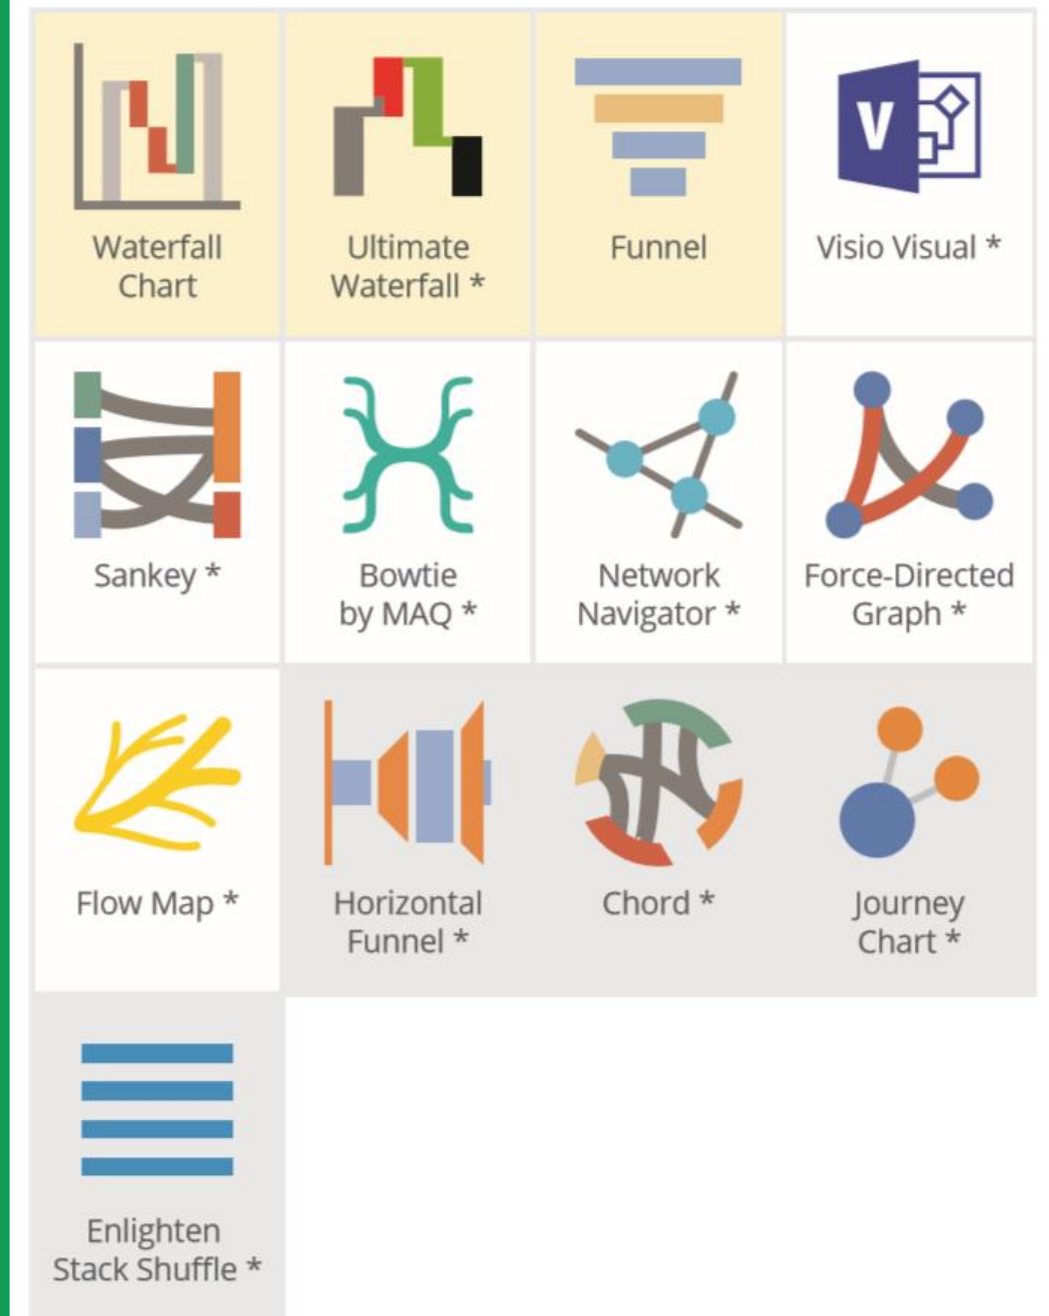 Waterfall
Chart
Ultimate
Waterfall *
Funnel
V
Visio Visual *
Sankey *
Bowtie
by MAQ *
Network
Navigator *
Force-Directed
Graph *
Flow Map *
Horizontal
Funnel *
Chord *
Journey
Chart *
Enlighten
Stack Shuffle *